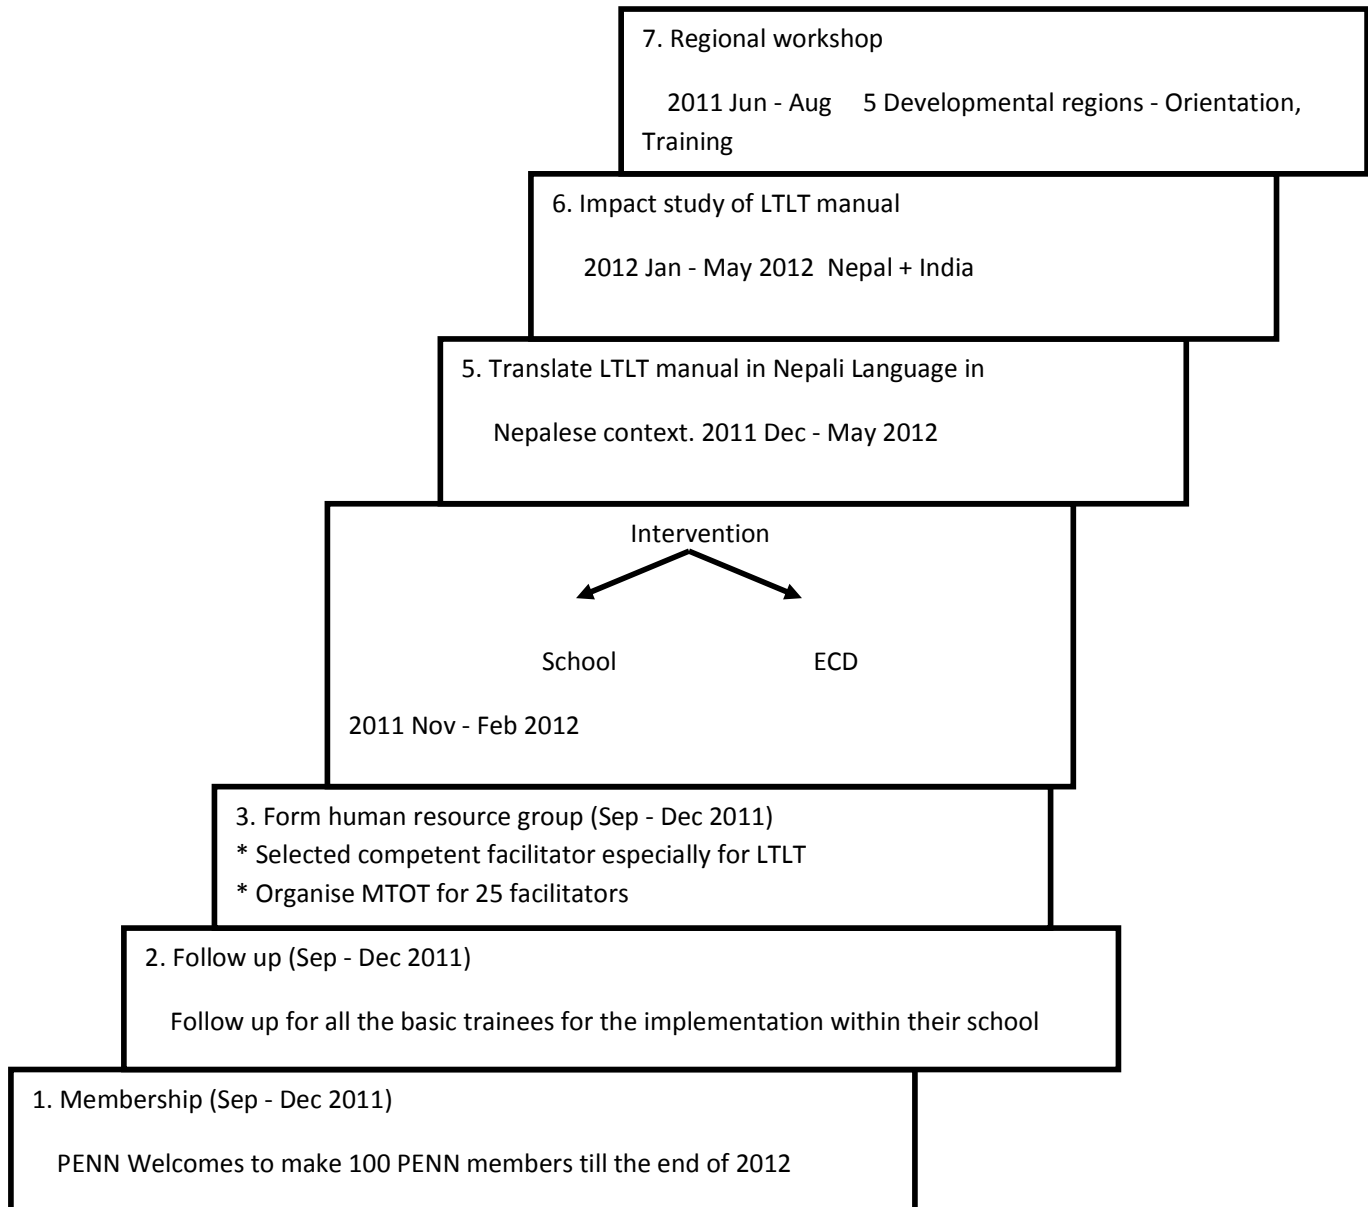 7. Regional workshop
2011 Jun - Aug 5 Developmental regions - Orientation,
Training
6. Impact study of LTLT manual
2012 Jan - May 2012 Nepal + India
5. Translate LTLT manual in Nepali Language in
Nepalese context. 2011 Dec - May 2012
Intervention
School ECD
2011 Nov - Feb 2012
3. Form human resource group (Sep - Dec 2011)
* Selected competent facilitator especially for LTLT
* Organise MTOT for 25 facilitators
2. Follow up (Sep - Dec 2011)
Follow up for all the basic trainees for the implementation within their school
1. Membership (Sep - Dec 2011)
PENN Welcomes to make 100 PENN members till the end of 2012